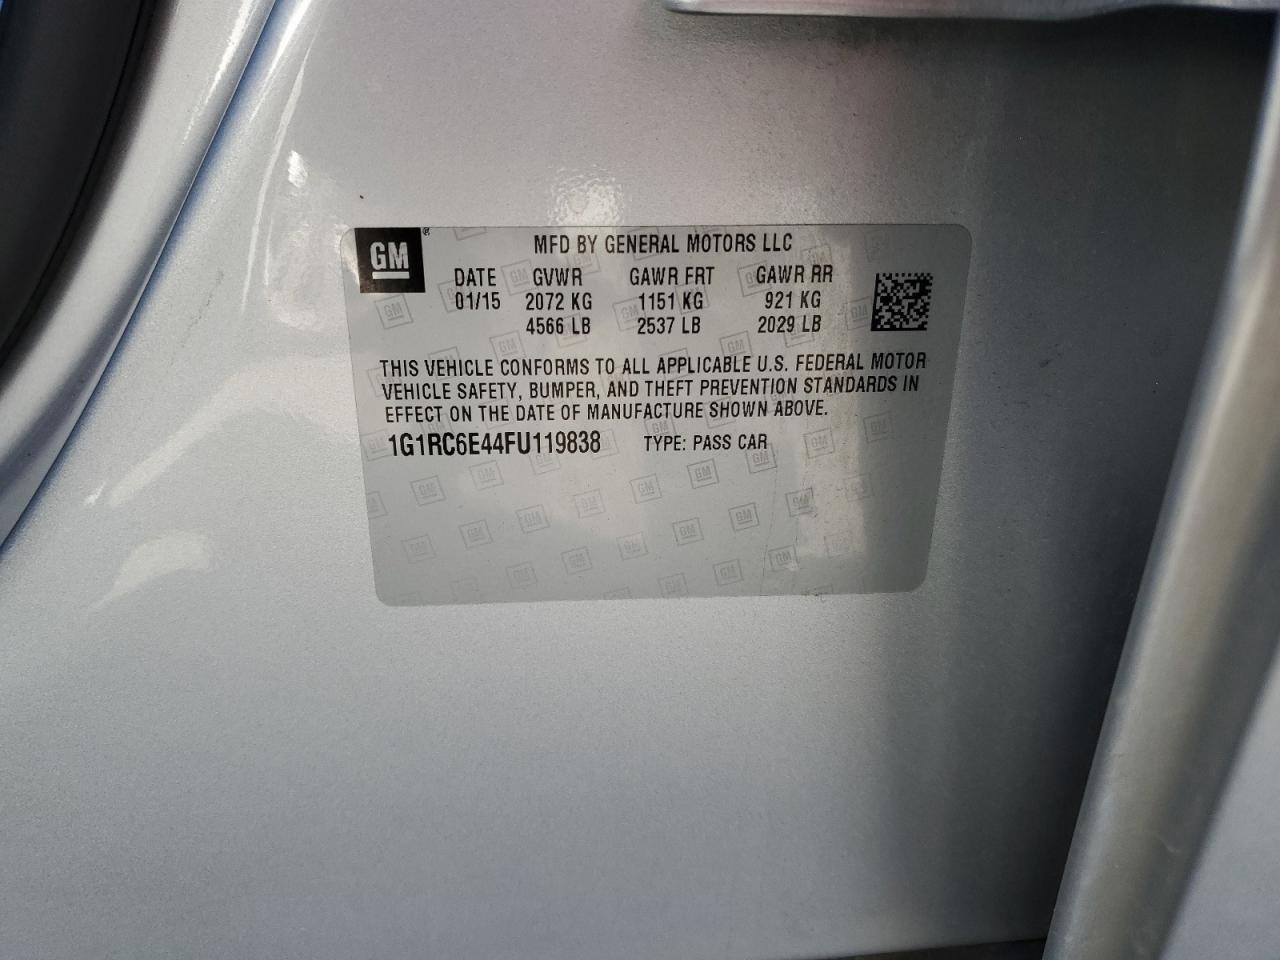 GM
MFD BY GENERAL MOTORS LLC
DATE GVWR GAWR FRT GAWR RR
01/15 2072 KG 1151 KG 921 KG
4566 LB 2537 LB 2029 LB
THIS VEHICLE CONFORMS TO ALL APPLICABLE U.S. FEDERAL MOTOR
VEHICLE SAFETY, BUMPER, AND THEFT PREVENTION STANDARDS IN
EFFECT ON THE DATE OF MANUFACTURE SHOWN ABOVE.
1G1RC6E44FU119838 TYPE: PASS CAR